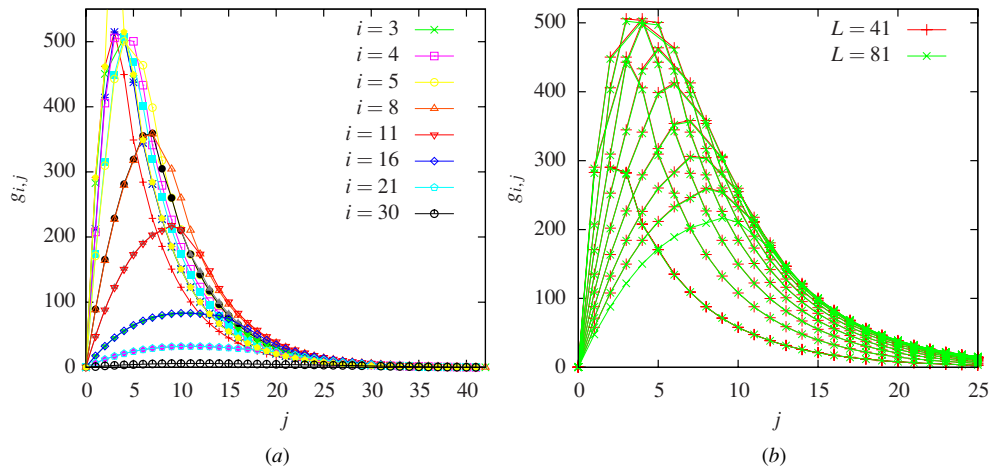 500
400
300
200
100
0
g_{i,j}
0 5 10 15 20 25 30 35 40
j
i = 3
i = 4
i = 5
i = 8
i = 11
i = 16
i = 21
i = 30
(a)
500
400
300
200
100
0
g_{i,j}
0 5 10 15 20 25
j
L = 41
L = 81
(b)